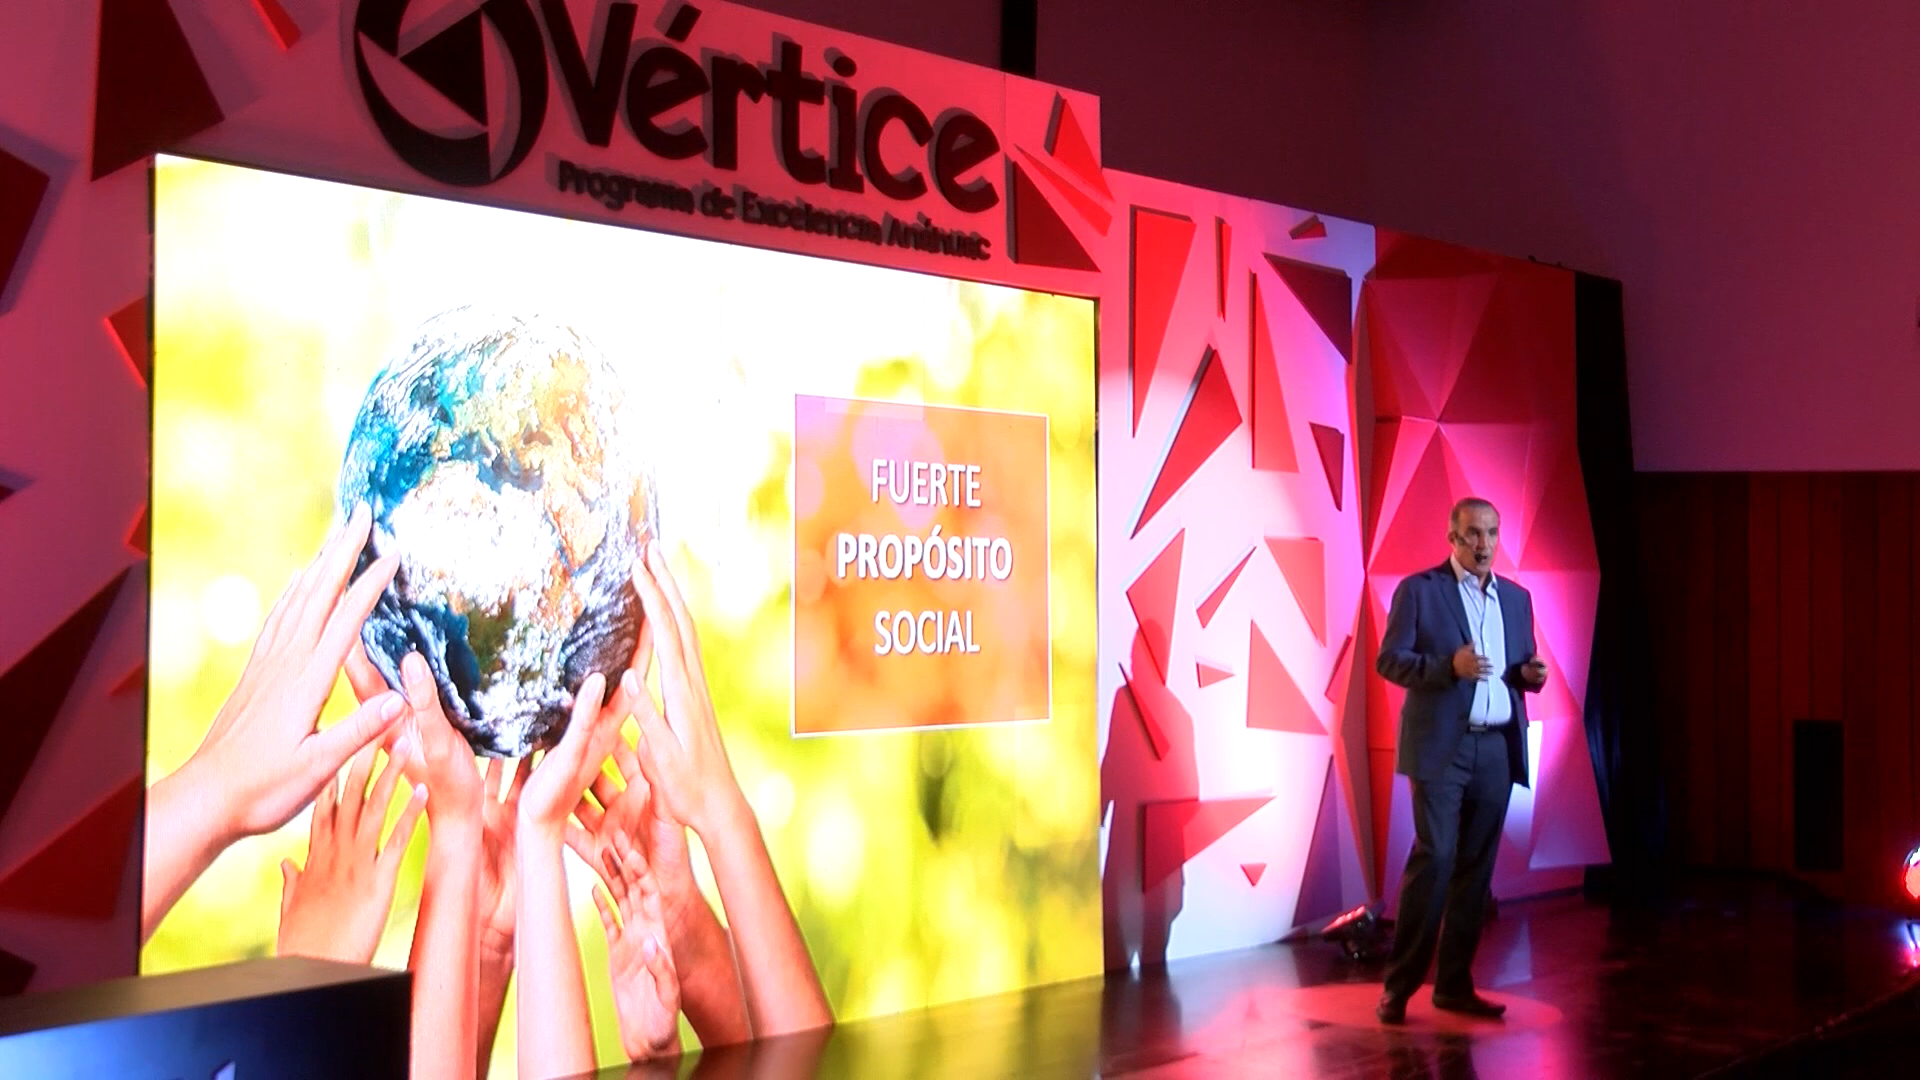 Vértice
Programa de Excelencia Anáhuac
FUERTE
PROPÓSITO
SOCIAL